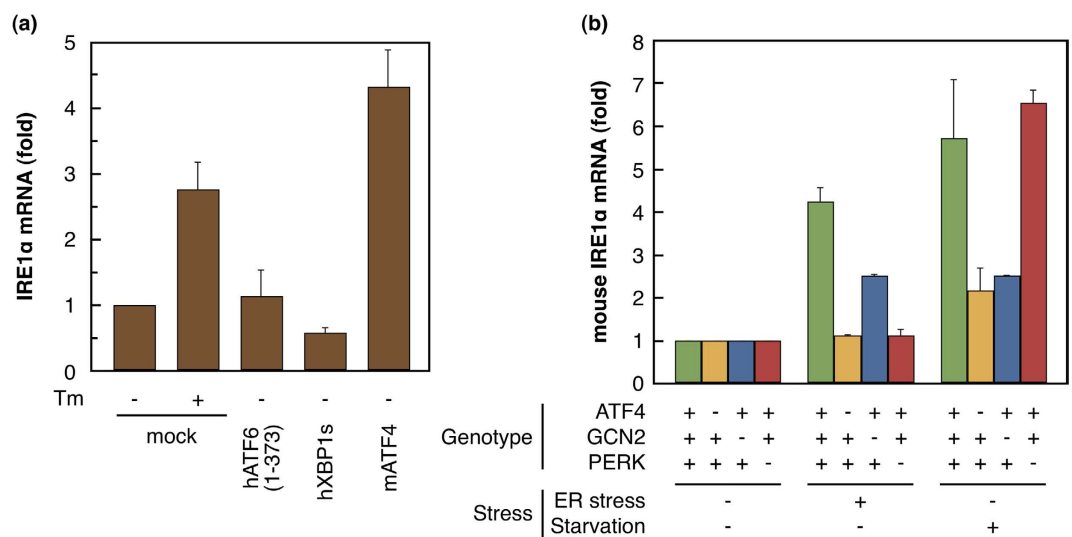 (a)
IRE1α mRNA (fold)
5
4
3
2
1
0
Tm - + - - -
mock
hATF6
(1-373)
hXBP1s
mATF4
(b)
mouse IRE1α mRNA (fold)
8
7
6
5
4
3
2
1
0
Genotype
ATF4 + - + + + - + + + - + +
GCN2 + + - + + + - + + + - +
PERK + + + - + + + - + + + -
Stress
ER stress - + -
Starvation - - +